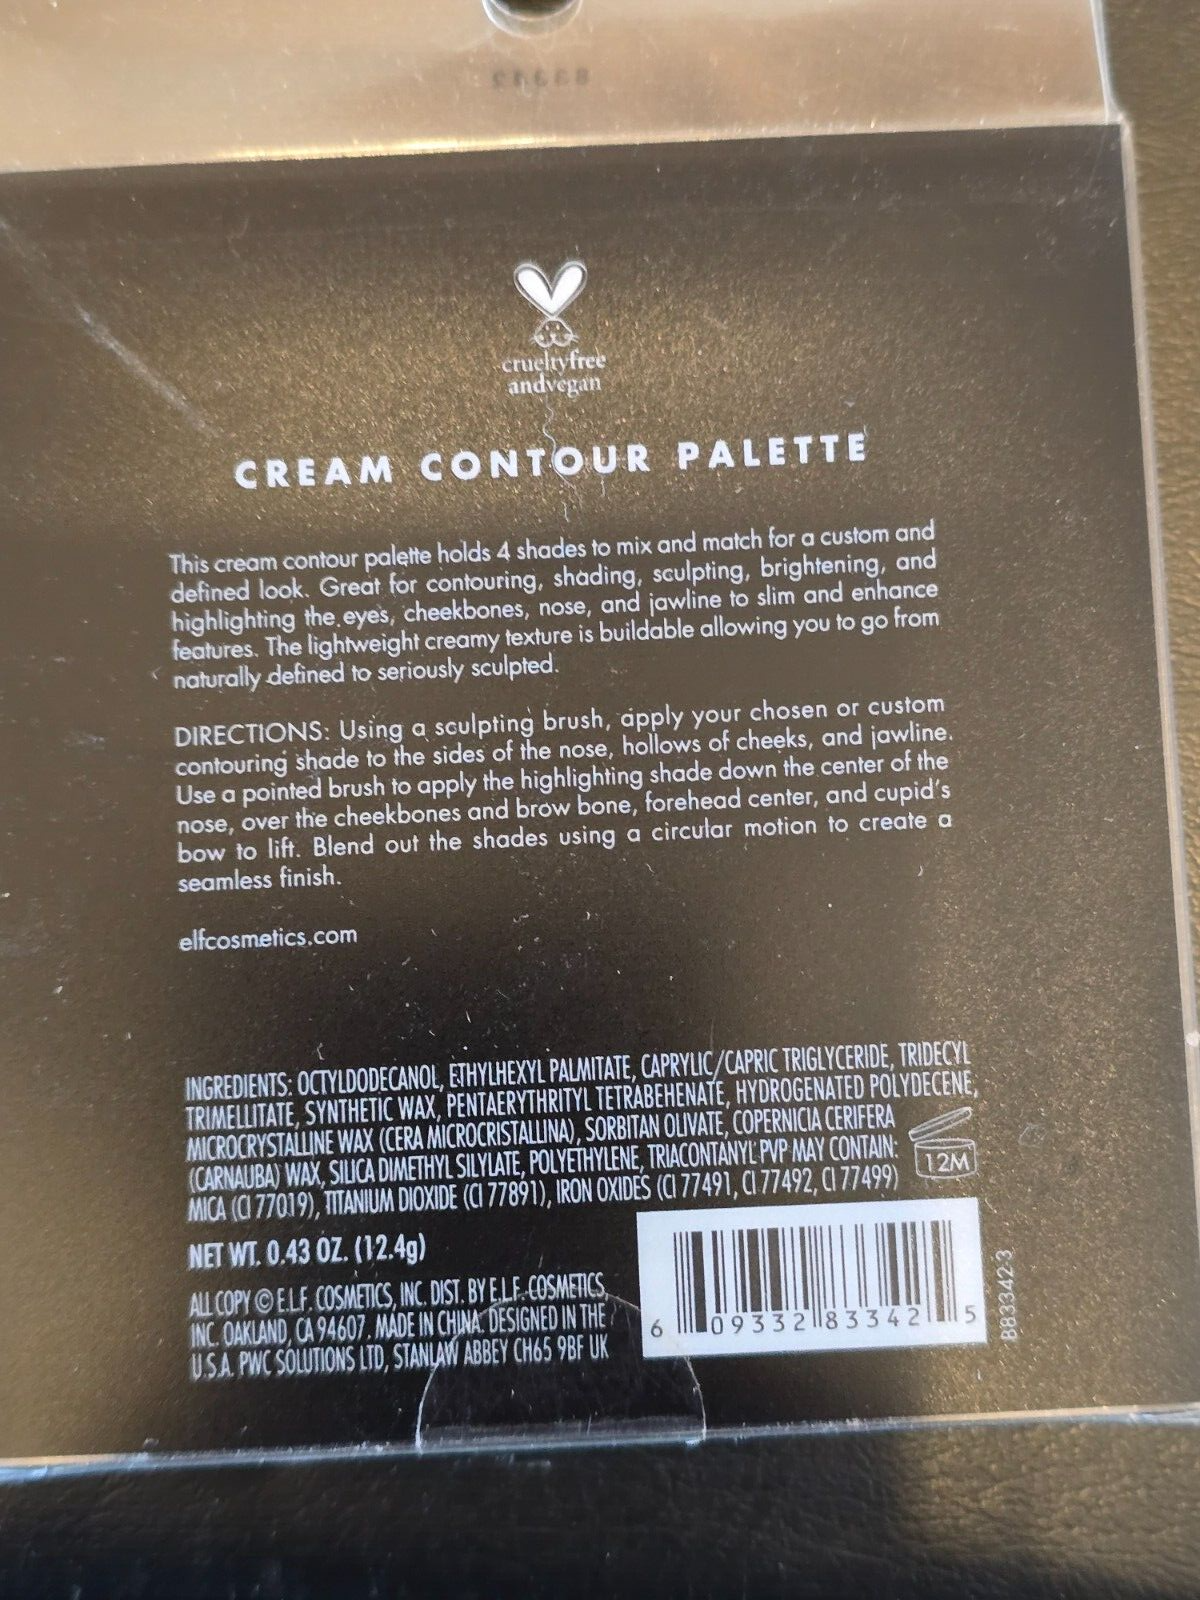 crueltyfree
andvegan
CREAM CONTOUR PALETTE
This cream contour palette holds 4 shades to mix and match for a custom and
defined look. Great for contouring, shading, sculpting, brightening, and
highlighting the eyes, cheekbones, nose, and jawline to slim and enhance
features. The lightweight creamy texture is buildable allowing you to go from
naturally defined to seriously sculpted.
DIRECTIONS: Using a sculpting brush, apply your chosen or custom
contouring shade to the sides of the nose, hollows of cheeks, and jawline.
Use a pointed brush to apply the highlighting shade down the center of the
nose, over the cheekbones and brow bone, forehead center, and cupid's
bow to lift. Blend out the shades using a circular motion to create a
seamless finish.
elfcosmetics.com
INGREDIENTS: OCTYLDODECANOL, ETHYLHEXYL PALMITATE, CAPRYLIC/CAPRIC TRIGLYCERIDE, TRIDECYL
TRIMELLITATE, SYNTHETIC WAX, PENTAERYTHRITYL TETRABEHENATE, HYDROGENATED POLYDECENE,
MICROCRYSTALLINE WAX (CERA MICROCRISTALLINA), SORBITAN OLIVATE, COPERNICIA CERIFERA
(CARNAUBA) WAX, SILICA DIMETHYL SILYLATE, POLYETHYLENE, TRIACONTANYL PVP MAY CONTAIN:
MICA (CI 77019), TITANIUM DIOXIDE (CI 77891), IRON OXIDES (CI 77491, CI 77492, CI 77499)
12M
NET WT. 0.43 OZ. (12.4g)
ALL COPY © E.L.F. COSMETICS, INC. DIST. BY E.L.F. COSMETICS,
INC. OAKLAND, CA 94607. MADE IN CHINA. DESIGNED IN THE
U.S.A. PWC SOLUTIONS LTD, STANLAW ABBEY CH65 9BF UK
6 09332 83342 5
883342-3